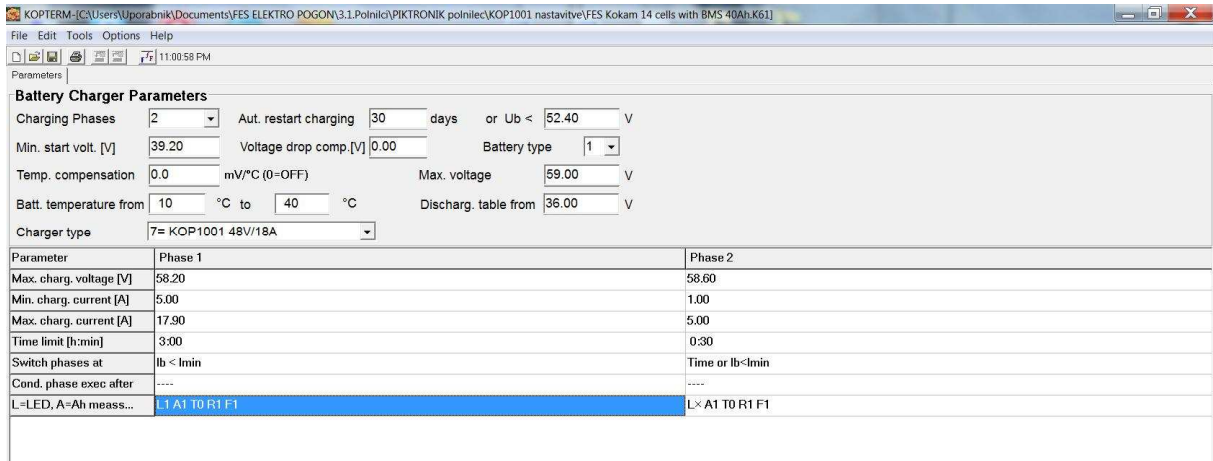 KOPTERM-[C:\Users\Uporabnik\Documents\FES ELEKTRO POGON\3.1.Polnilci\PIKTRONIK polnilec\KOP1001 nastavitve\FES Kokam 14 cells with BMS 40Ah.K61]
File Edit Tools Options Help
11:00:58 PM
Parameters
Battery Charger Parameters
Charging Phases 2 Aut. restart charging 30 days or Ub < 52.40 V
Min. start volt. [V] 39.20 Voltage drop comp.[V] 0.00 Battery type 1
Temp. compensation 0.0 mV/°C (0=OFF) Max. voltage 59.00 V
Batt. temperature from 10 °C to 40 °C Discharg. table from 36.00 V
Charger type 7= KOP1001 48V/18A
Parameter Phase 1 Phase 2
Max. charg. voltage [V] 58.20 58.60
Min. charg. current [A] 5.00 1.00
Max. charg. current [A] 17.90 5.00
Time limit [h:min] 3:00 0:30
Switch phases at Ib < Imin Time or Ib<Imin
Cond. phase exec after ---- ----
L=LED, A=Ah meass... L1 A1 T0 R1 F1 L× A1 T0 R1 F1